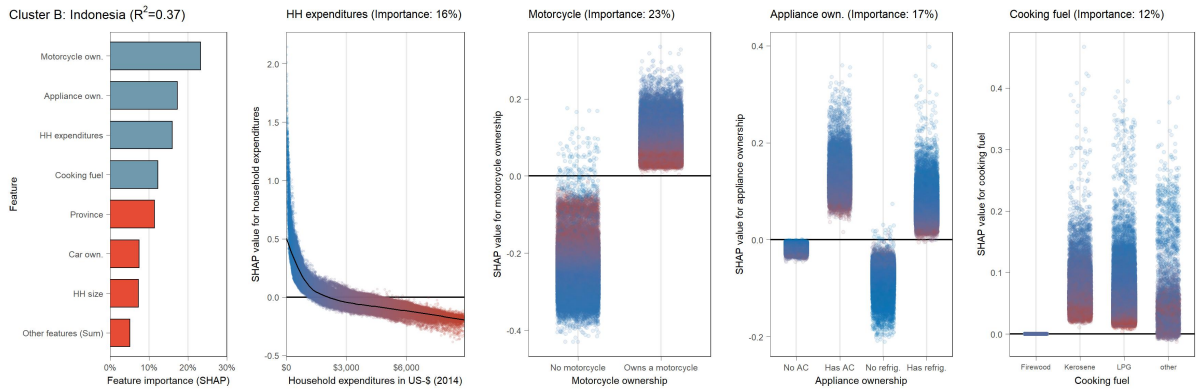 Cluster B: Indonesia (R²=0.37)
Feature
Motorcycle own.
Appliance own.
HH expenditures
Cooking fuel
Province
Car own.
HH size
Other features (Sum)
0% 10% 20% 30%
Feature importance (SHAP)
HH expenditures (Importance: 16%)
SHAP value for household expenditures
2.0
1.5
1.0
0.5
0.0
-0.5
$0 $3,000 $6,000
Household expenditures in US-$ (2014)
Motorcycle (Importance: 23%)
SHAP value for motorcycle ownership
0.2
0.0
-0.2
-0.4
No motorcycle Owns a motorcycle
Motorcycle ownership
Appliance own. (Importance: 17%)
SHAP value for appliance ownership
0.4
0.2
0.0
-0.2
No AC Has AC No refrig. Has refrig.
Appliance ownership
Cooking fuel (Importance: 12%)
SHAP value for cooking fuel
0.4
0.3
0.2
0.1
0.0
Firewood Kerosene LPG other
Cooking fuel